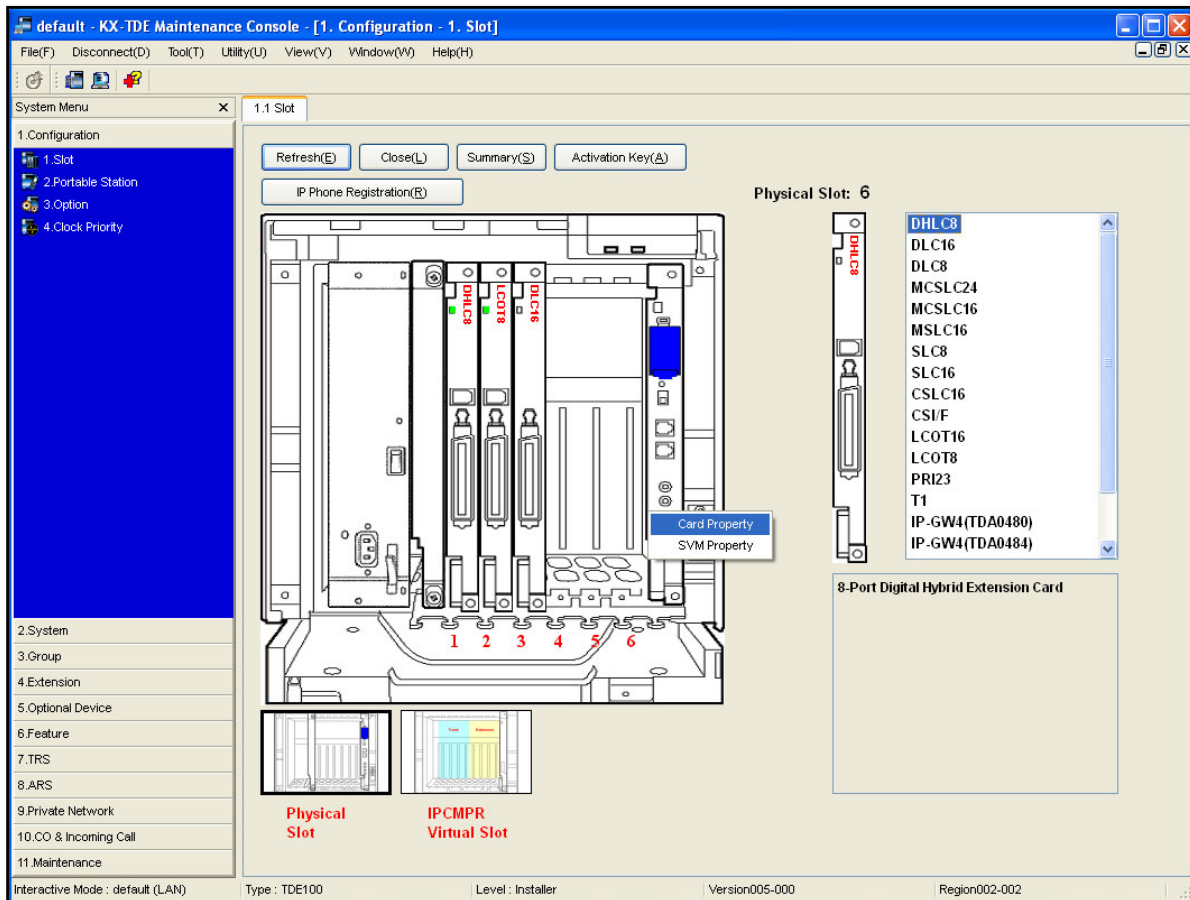 default - KX-TDE Maintenance Console - [1. Configuration - 1. Slot]
File(F) Disconnect(D) Tool(T) Utility(U) View(V) Window(W) Help(H)
System Menu
1.1 Slot
1.Configuration
1.Slot
2.Portable Station
3.Option
4.Clock Priority
2.System
3.Group
4.Extension
5.Optional Device
6.Feature
7.TRS
8.ARS
9.Private Network
10.CO & Incoming Call
11.Maintenance
Refresh(E) Close(L) Summary(S) Activation Key(A)
IP Phone Registration(R)
Physical Slot: 6
DHLC8
LCOT8
DLC16
1 2 3 4 5 6
Card Property
SVM Property
DHLC8
DHLC8
DLC16
DLC8
MCSLC24
MCSLC16
MSLC16
SLC8
SLC16
CSLC16
CSI/F
LCOT16
LCOT8
PRI23
T1
IP-GW4(TDA0480)
IP-GW4(TDA0484)
8-Port Digital Hybrid Extension Card
Physical
Slot
IPCMPR
Virtual Slot
Interactive Mode : default (LAN) Type : TDE100 Level : Installer Version005-000 Region002-002